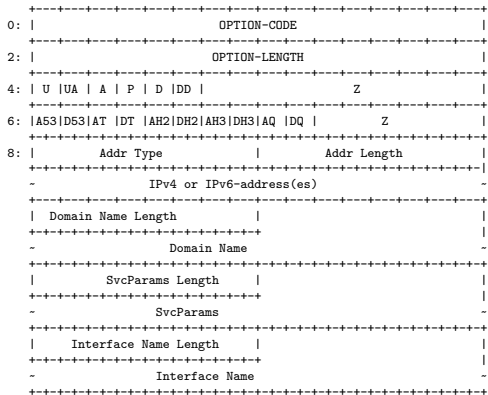 +---+---+---+---+---+---+---+---+---+---+---+---+---+---+---+---+
0: | OPTION-CODE |
+---+---+---+---+---+---+---+---+---+---+---+---+---+---+---+---+
2: | OPTION-LENGTH |
+---+---+---+---+---+---+---+---+---+---+---+---+---+---+---+---+
4: | U |UA | A | P | D |DD | Z |
+---+---+---+---+---+---+---+---+---+---+---+---+---+---+---+---+
6: |A53|D53|AT |DT |AH2|DH2|AH3|DH3|AQ |DQ | Z |
+---+---+---+---+---+---+---+---+---+---+---+---+---+---+---+---+
8: | Addr Type | Addr Length |
+-+-+-+-+-+-+-+-+-+-+-+-+-+-+-+-+-+-+-+-+-+-+-+-+-+-+-+-+-+-+-+-|
~ IPv4 or IPv6-address(es) ~
+---+---+---+---+---+---+---+---+---+---+---+---+---+---+---+---+
| Domain Name Length | |
+-+-+-+-+-+-+-+-+-+-+-+-+-+-+-+-+ |
~ Domain Name ~
+-+-+-+-+-+-+-+-+-+-+-+-+-+-+-+-+-+-+-+-+-+-+-+-+-+-+-+-+-+-+-+-+
| SvcParams Length | |
+-+-+-+-+-+-+-+-+-+-+-+-+-+-+-+-+ |
~ SvcParams ~
+-+-+-+-+-+-+-+-+-+-+-+-+-+-+-+-+-+-+-+-+-+-+-+-+-+-+-+-+-+-+-+-+
| Interface Name Length | |
+-+-+-+-+-+-+-+-+-+-+-+-+-+-+-+-+ |
~ Interface Name ~
+-+-+-+-+-+-+-+-+-+-+-+-+-+-+-+-+-+-+-+-+-+-+-+-+-+-+-+-+-+-+-+-+